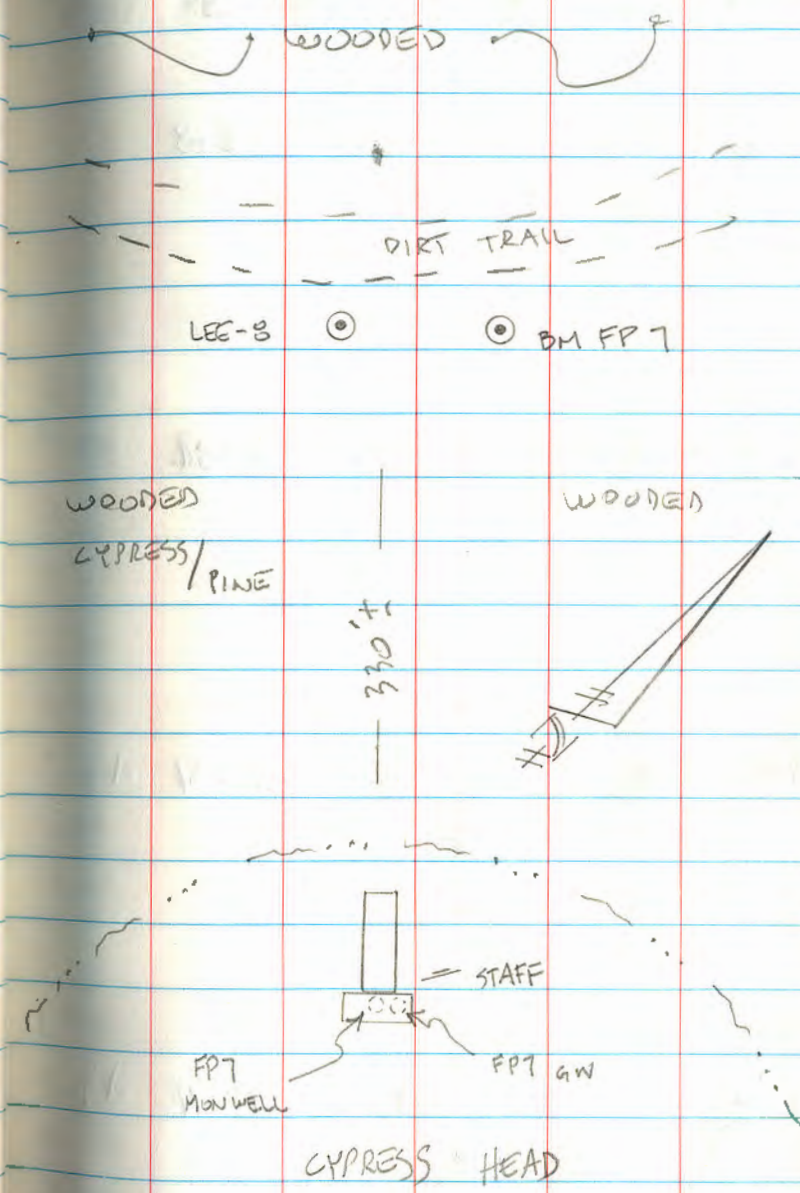 WOODED
DIRT TRAIL
LEE-8
BM FP7
WOODED
CYPRESS/PINE
WOODED
330'±
STAFF
FP7
MONWELL
FP7 GW
CYPRESS HEAD